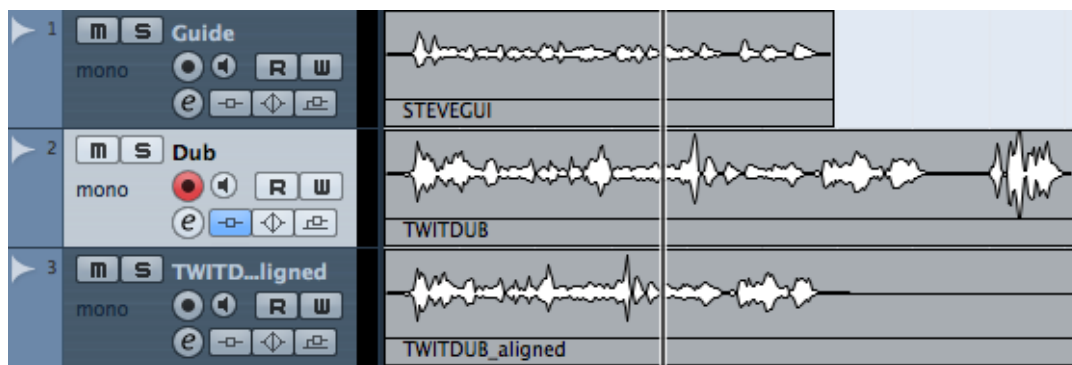 1 m S Guide
mono R W
e
STEVEGUI
2 m S Dub
mono R W
e
TWITDUB
3 m S TWITD...ligned
mono R W
e
TWITDUB_aligned